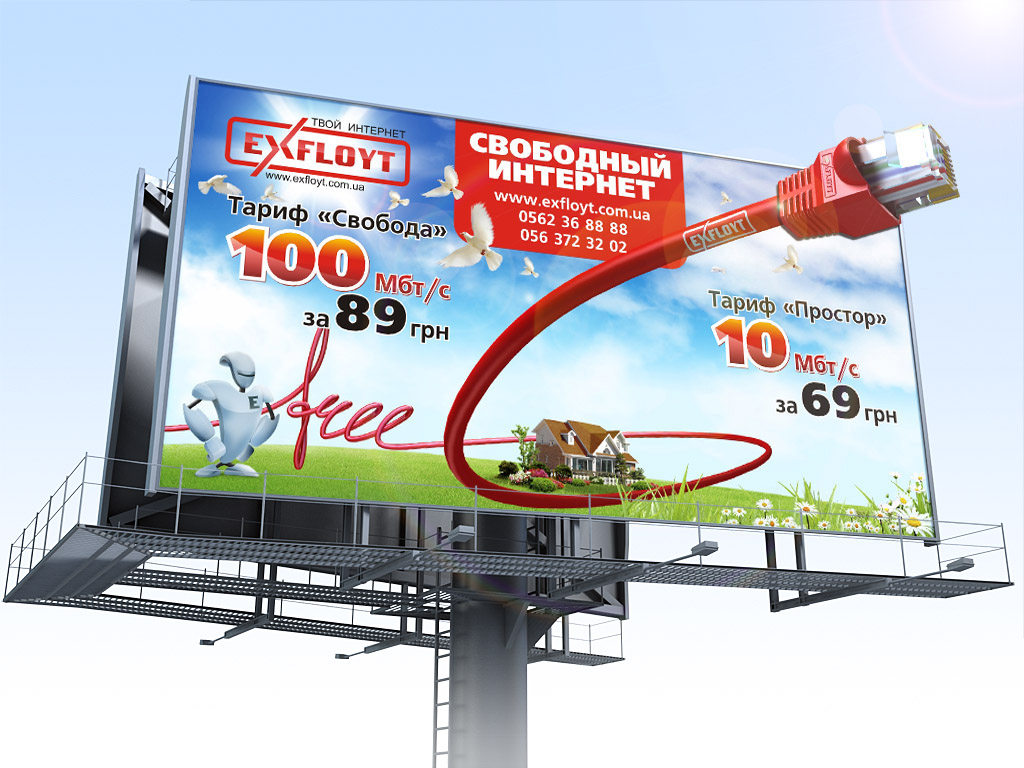 ТВОЙ ИНТЕРНЕТ
EXFLOYT
www.exfloyt.com.ua
СВОБОДНЫЙ
ИНТЕРНЕТ
www.exfloyt.com.ua
0562 36 88 88
056 372 32 02
EXFLOYT
EXFLOYT
Тариф «Свобода»
100 Мбт/с
за 89 грн
Тариф «Простор»
10 Мбт/с
за 69 грн
free
E